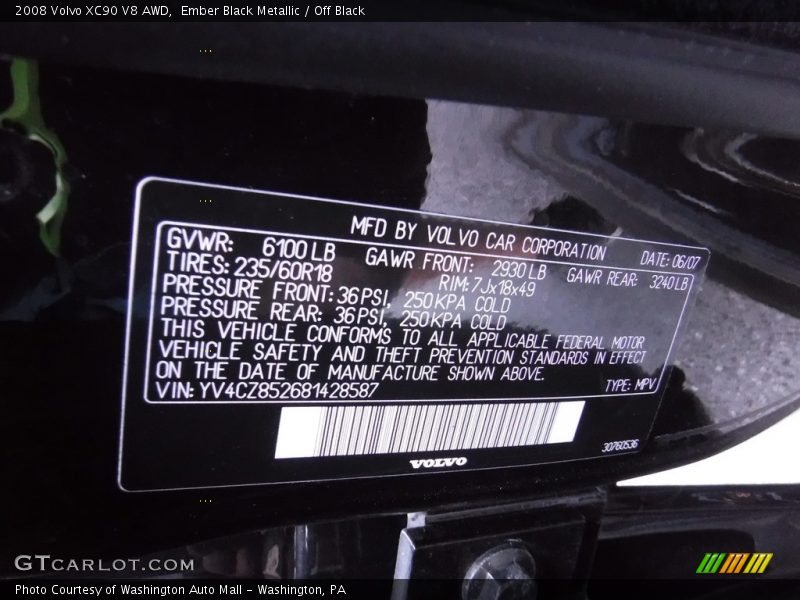 2008 Volvo XC90 V8 AWD,  Ember Black Metallic / Off Black
MFD BY VOLVO CAR CORPORATION DATE: 06/07
GVWR: 6100 LB GAWR FRONT: 2930 LB GAWR REAR: 3240 LB
TIRES: 235/60R18 RIM: 7Jx18x49
PRESSURE FRONT: 36 PSI, 250 KPA COLD
PRESSURE REAR: 36 PSI, 250 KPA COLD
THIS VEHICLE CONFORMS TO ALL APPLICABLE FEDERAL MOTOR
VEHICLE SAFETY AND THEFT PREVENTION STANDARDS IN EFFECT
ON THE DATE OF MANUFACTURE SHOWN ABOVE.
VIN: YV4CZ852681428587 TYPE: MPV
30760536
VOLVO
GTCARLOT.COM
Photo Courtesy of Washington Auto Mall - Washington, PA